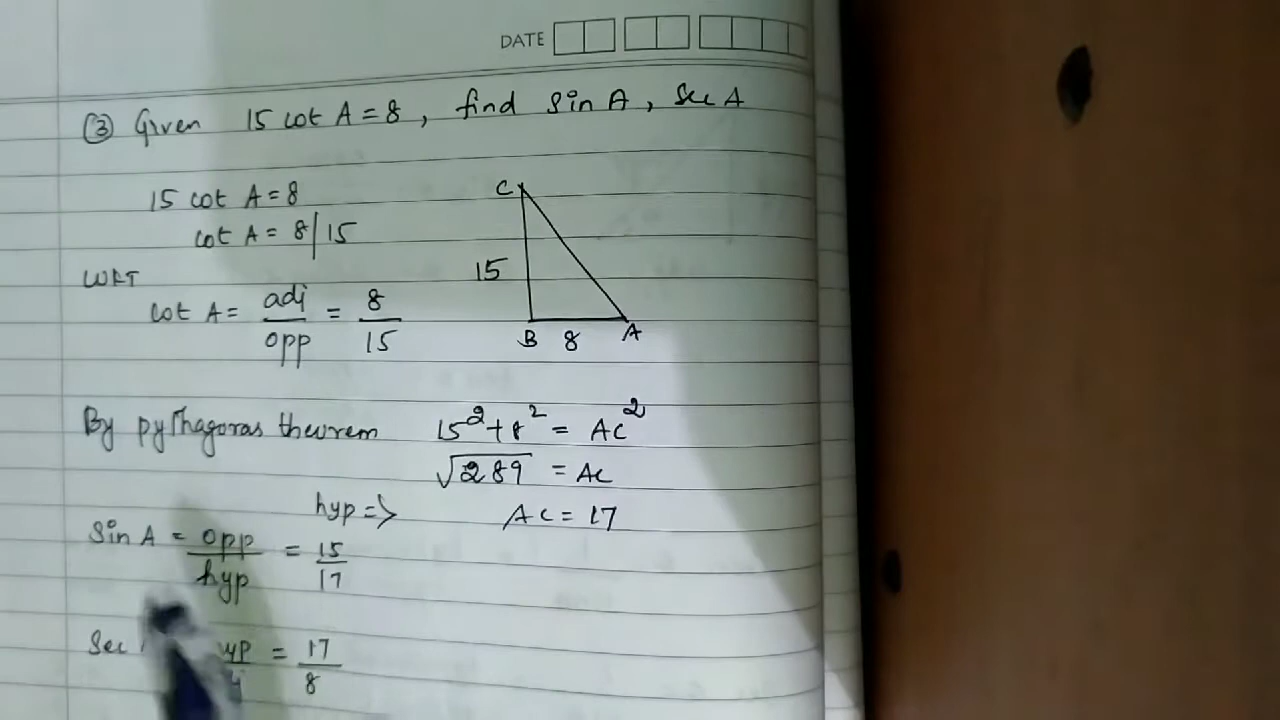 DATE
③ Given 15 cot A = 8, find sin A, sec A
15 cot A = 8
cot A = 8/15
WKT
cot A = adj/opp = 8/15
C
15
B 8 A
By pythagoras theorem 15² + 8² = AC²
√289 = AC
hyp => AC = 17
sin A = opp/hyp = 15/17
Sec = 17/8